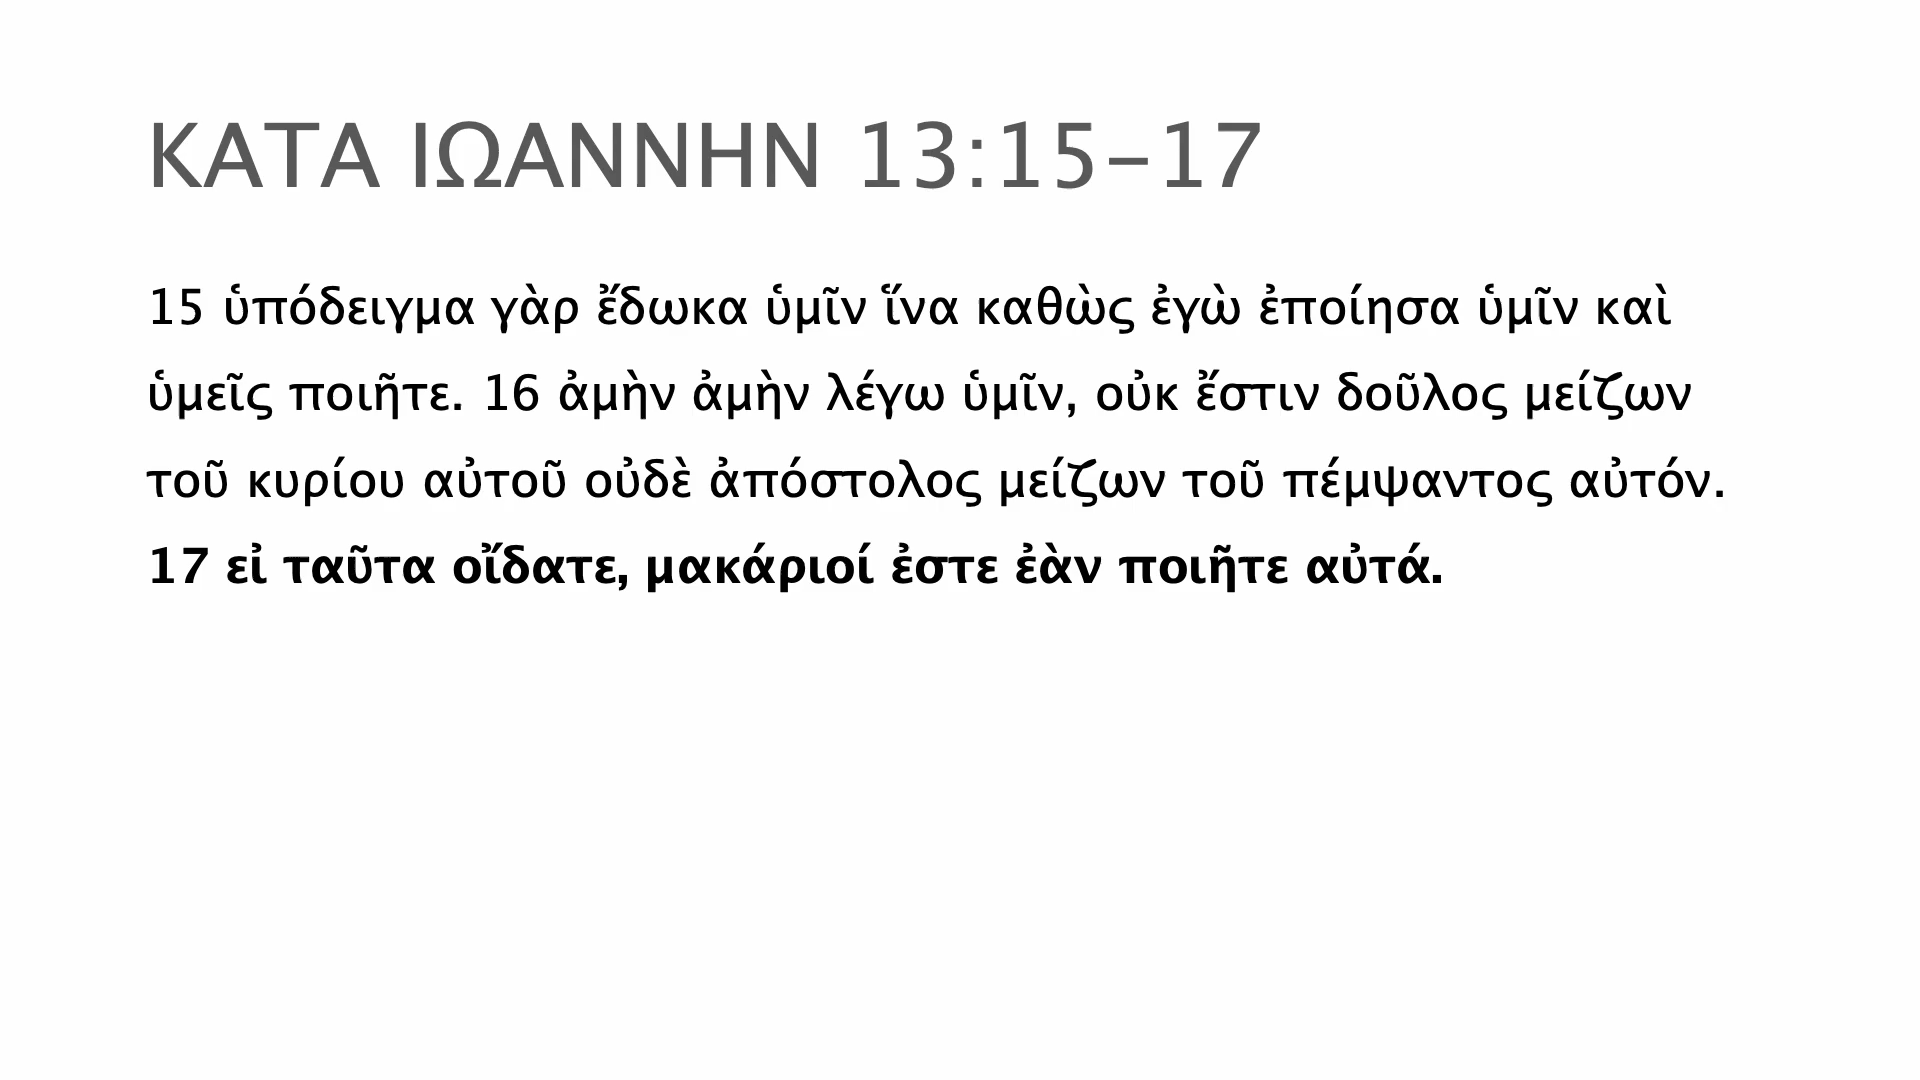 ΚΑΤΑ ΙΩΑΝΝΗΝ 13:15–17
15 ὑπόδειγμα γὰρ ἔδωκα ὑμῖν ἵνα καθὼς ἐγὼ ἐποίησα ὑμῖν καὶ
ὑμεῖς ποιῆτε. 16 ἀμὴν ἀμὴν λέγω ὑμῖν, οὐκ ἔστιν δοῦλος μείζων
τοῦ κυρίου αὐτοῦ οὐδὲ ἀπόστολος μείζων τοῦ πέμψαντος αὐτόν.
17 εἰ ταῦτα οἴδατε, μακάριοί ἐστε ἐὰν ποιῆτε αὐτά.